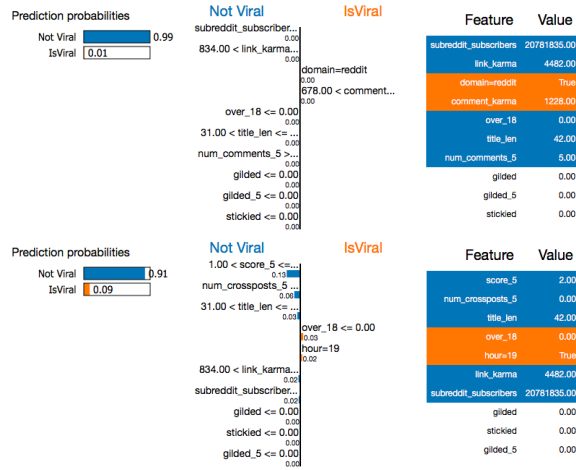 Prediction probabilities
Not Viral 0.99
IsViral 0.01
Not Viral IsViral
subreddit_subscriber...
0.00
834.00 < link_karma...
0.00
domain=reddit
0.00
678.00 < comment...
0.00
over_18 <= 0.00
0.00
31.00 < title_len <= ...
0.00
num_comments_5 >...
0.00
gilded <= 0.00
0.00
gilded_5 <= 0.00
0.00
stickied <= 0.00
0.00
Feature Value
subreddit_subscribers 20781835.00
link_karma 4482.00
domain=reddit True
comment_karma 1228.00
over_18 0.00
title_len 42.00
num_comments_5 5.00
gilded 0.00
gilded_5 0.00
stickied 0.00
Prediction probabilities
Not Viral 0.91
IsViral 0.09
Not Viral IsViral
1.00 < score_5 <=...
0.13
num_crossposts_5 ...
0.06
31.00 < title_len <= ...
0.03
over_18 <= 0.00
0.03
hour=19
0.02
834.00 < link_karma...
0.02
subreddit_subscriber...
0.02
gilded <= 0.00
0.00
stickied <= 0.00
0.00
gilded_5 <= 0.00
0.00
Feature Value
score_5 2.00
num_crossposts_5 0.00
title_len 42.00
over_18 0.00
hour=19 True
link_karma 4482.00
subreddit_subscribers 20781835.00
gilded 0.00
stickied 0.00
gilded_5 0.00